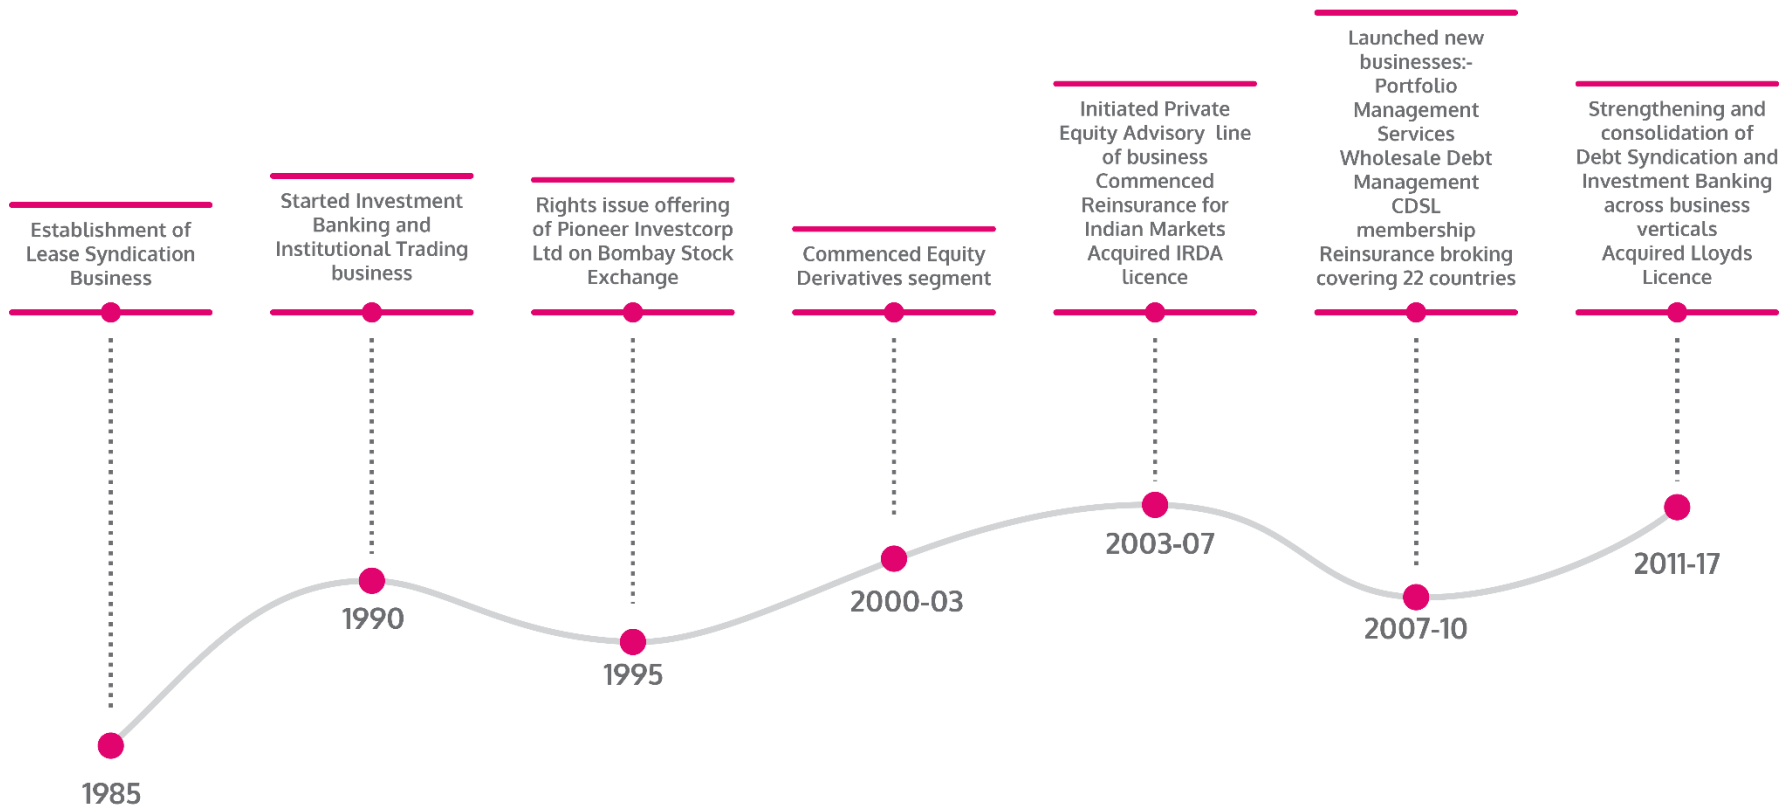 Establishment of
Lease Syndication
Business
1985
Started Investment
Banking and
Institutional Trading
business
1990
Rights issue offering
of Pioneer Investcorp
Ltd on Bombay Stock
Exchange
1995
Commenced Equity
Derivatives segment
2000-03
Initiated Private
Equity Advisory line
of business
Commenced
Reinsurance for
Indian Markets
Acquired IRDA
licence
2003-07
Launched new
businesses:-
Portfolio
Management
Services
Wholesale Debt
Management
CDSL
membership
Reinsurance broking
covering 22 countries
2007-10
Strengthening and
consolidation of
Debt Syndication and
Investment Banking
across business
verticals
Acquired Lloyds
Licence
2011-17